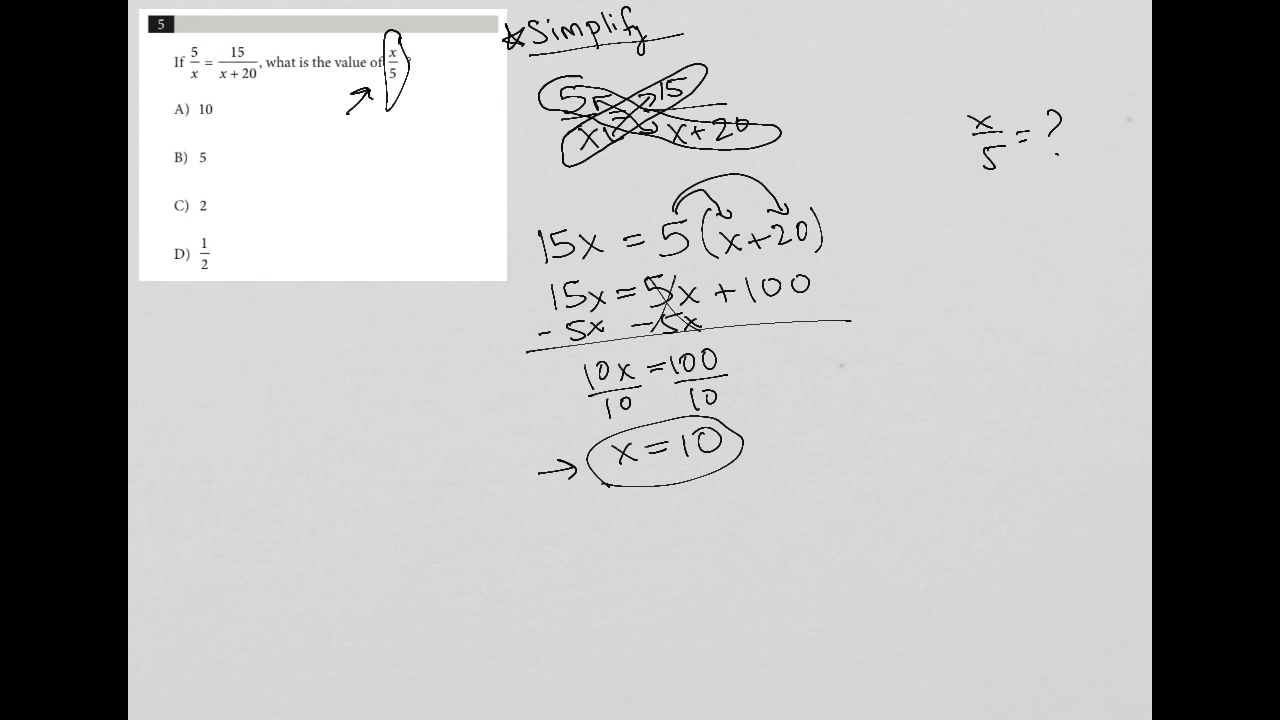 5
If 5/x = 15/(x + 20), what is the value of x/5
A) 10
B) 5
C) 2
D) 1/2
Simplify
5 15
x x+20
x/5 = ?
15x = 5(x+20)
15x = 5x + 100
- 5x - 5x
10x = 100
10 10
→ x = 10